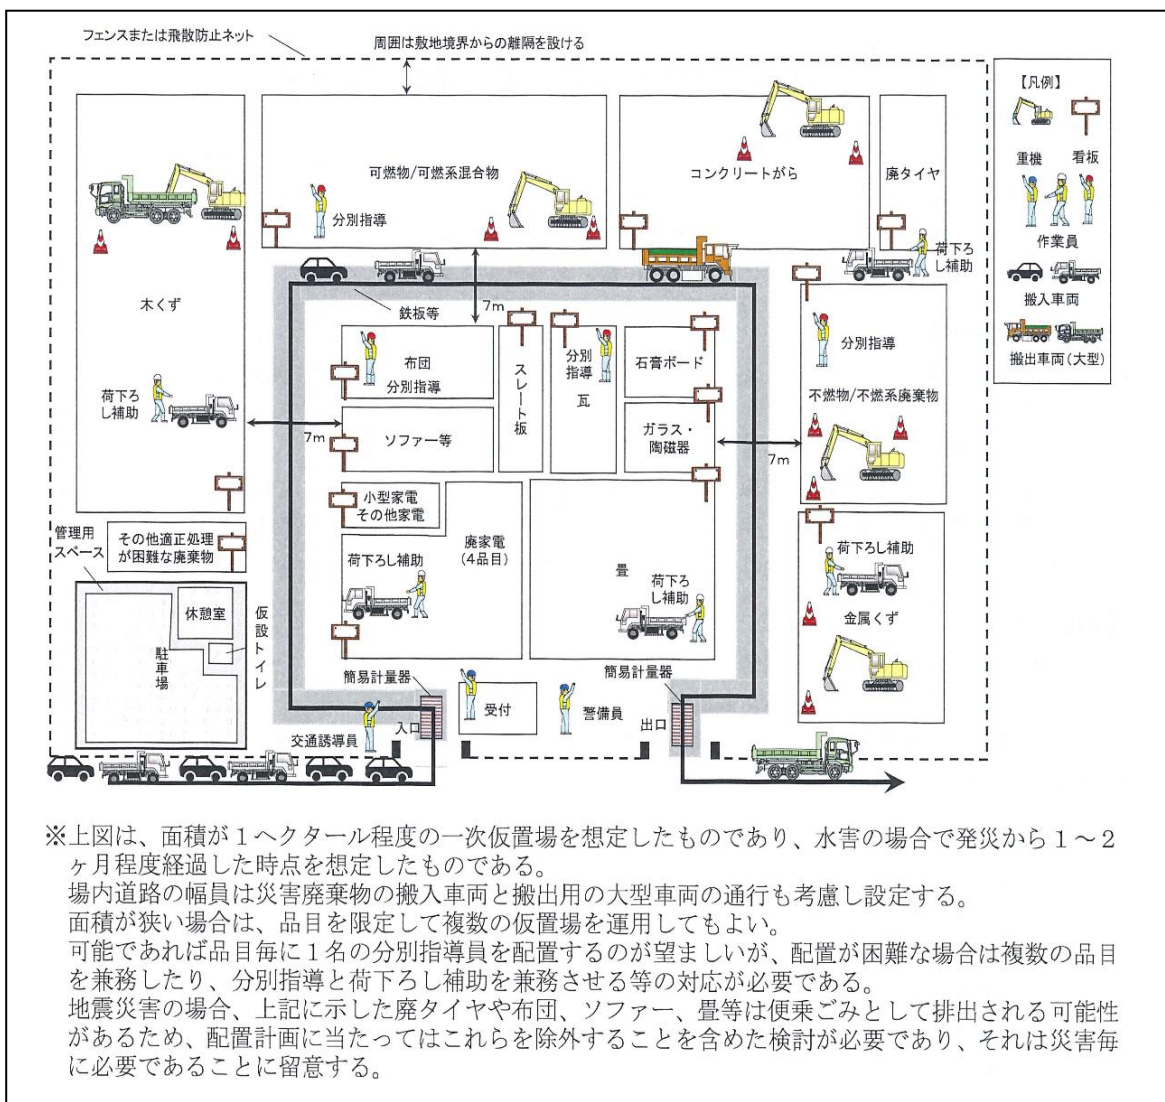 フェンスまたは飛散防止ネット
周囲は敷地境界からの離隔を設ける
【凡例】
重機
看板
作業員
搬入車両
搬出車両(大型)
可燃物/可燃系混合物
分別指導
コンクリートがら
廃タイヤ
荷下ろ
し補助
木くず
鉄板等
7m
布団
分別指導
スレート板
分別
指導
瓦
石膏ボード
分別指導
不燃物/不燃系廃棄物
荷下ろ
し補助
7m
ソファー等
ガラス・
陶磁器
7m
小型家電
その他家電
廃家電
(4品目)
荷下ろし補助
畳
荷下ろ
し補助
荷下ろし補助
金属くず
管理用
スペース
その他適正処理
が困難な廃棄物
休憩室
仮設トイレ
駐車場
簡易計量器
簡易計量器
入口
受付
警備員
出口
交通誘導員
※上図は、面積が1ヘクタール程度の一次仮置場を想定したものであり、水害の場合で発災から1~2
ヶ月程度経過した時点を想定したものである。
場内道路の幅員は災害廃棄物の搬入車両と搬出用の大型車両の通行も考慮し設定する。
面積が狭い場合は、品目を限定して複数の仮置場を運用してもよい。
可能であれば品目毎に1名の分別指導員を配置するのが望ましいが、配置が困難な場合は複数の品目
を兼務したり、分別指導と荷下ろし補助を兼務させる等の対応が必要である。
地震災害の場合、上記に示した廃タイヤや布団、ソファー、畳等は便乗ごみとして排出される可能性
があるため、配置計画に当たってはこれらを除外することを含めた検討が必要であり、それは災害毎
に必要であることに留意する。